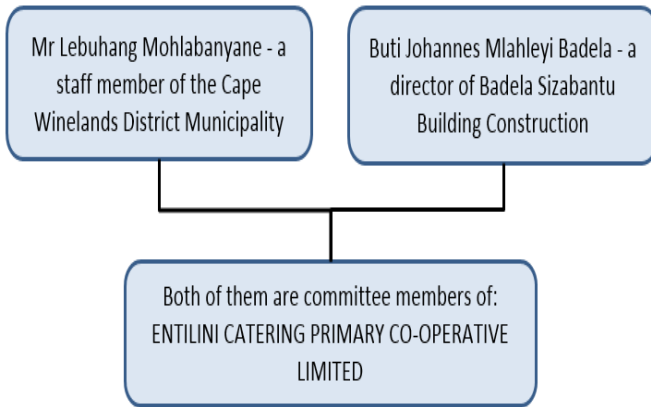 Mr Lebuhang Mohlabanyane - a
staff member of the Cape
Winelands District Municipality
Buti Johannes Mlahleyi Badela - a
director of Badela Sizabantu
Building Construction
Both of them are committee members of:
ENTILINI CATERING PRIMARY CO-OPERATIVE
LIMITED